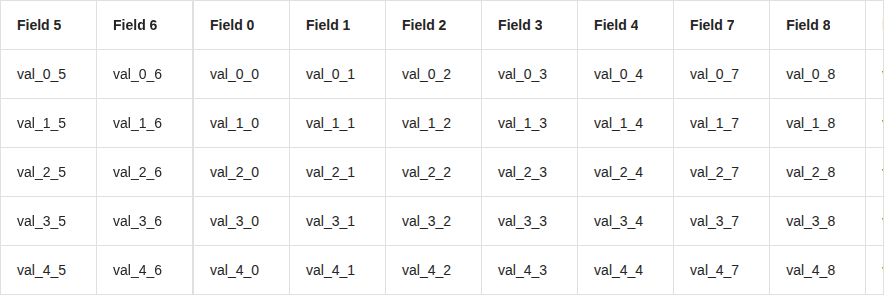 Field 5 Field 6 Field 0 Field 1 Field 2 Field 3 Field 4 Field 7 Field 8
val_0_5 val_0_6 val_0_0 val_0_1 val_0_2 val_0_3 val_0_4 val_0_7 val_0_8
val_1_5 val_1_6 val_1_0 val_1_1 val_1_2 val_1_3 val_1_4 val_1_7 val_1_8
val_2_5 val_2_6 val_2_0 val_2_1 val_2_2 val_2_3 val_2_4 val_2_7 val_2_8
val_3_5 val_3_6 val_3_0 val_3_1 val_3_2 val_3_3 val_3_4 val_3_7 val_3_8
val_4_5 val_4_6 val_4_0 val_4_1 val_4_2 val_4_3 val_4_4 val_4_7 val_4_8